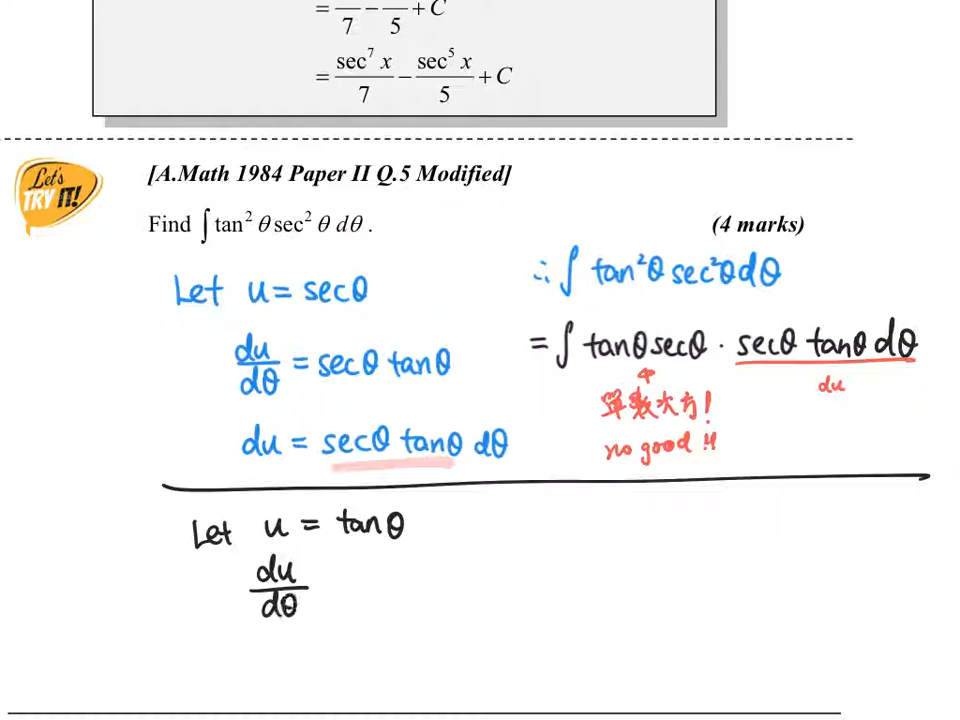 = 7 − 5 + C
= sec⁷ x / 7 − sec⁵ x / 5 + C
Let's TRY IT!
[A.Math 1984 Paper II Q.5 Modified]
Find ∫ tan² θ sec² θ dθ . (4 marks)
Let u = secθ
du/dθ = secθ tanθ
du = secθ tanθ dθ
∴ ∫ tan²θ sec²θ dθ
= ∫ tanθ secθ · secθ tanθ dθ
du
單數次方!
no good !!
Let u = tanθ
du/dθ